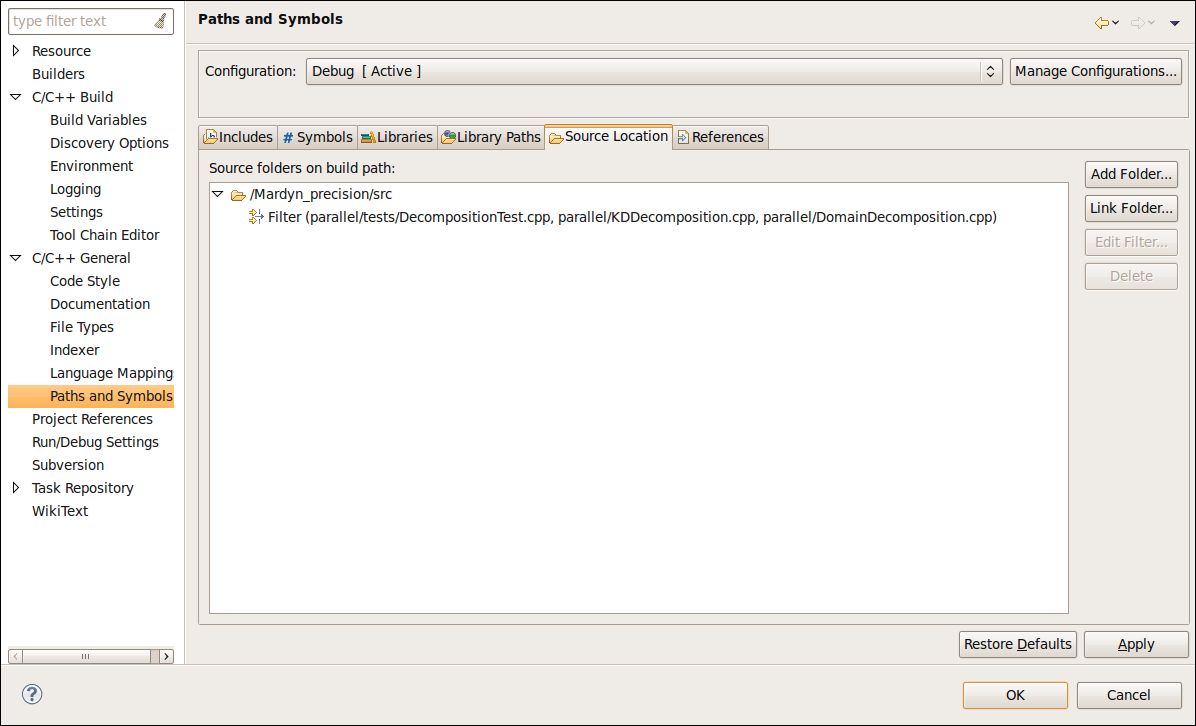 type filter text
Resource
Builders
C/C++ Build
Build Variables
Discovery Options
Environment
Logging
Settings
Tool Chain Editor
C/C++ General
Code Style
Documentation
File Types
Indexer
Language Mapping
Paths and Symbols
Project References
Run/Debug Settings
Subversion
Task Repository
WikiText
Paths and Symbols
Configuration: Debug [ Active ] Manage Configurations...
Includes # Symbols Libraries Library Paths Source Location References
Source folders on build path:
/Mardyn_precision/src
Filter (parallel/tests/DecompositionTest.cpp, parallel/KDDecomposition.cpp, parallel/DomainDecomposition.cpp)
Add Folder...
Link Folder...
Edit Filter...
Delete
Restore Defaults Apply
? OK Cancel